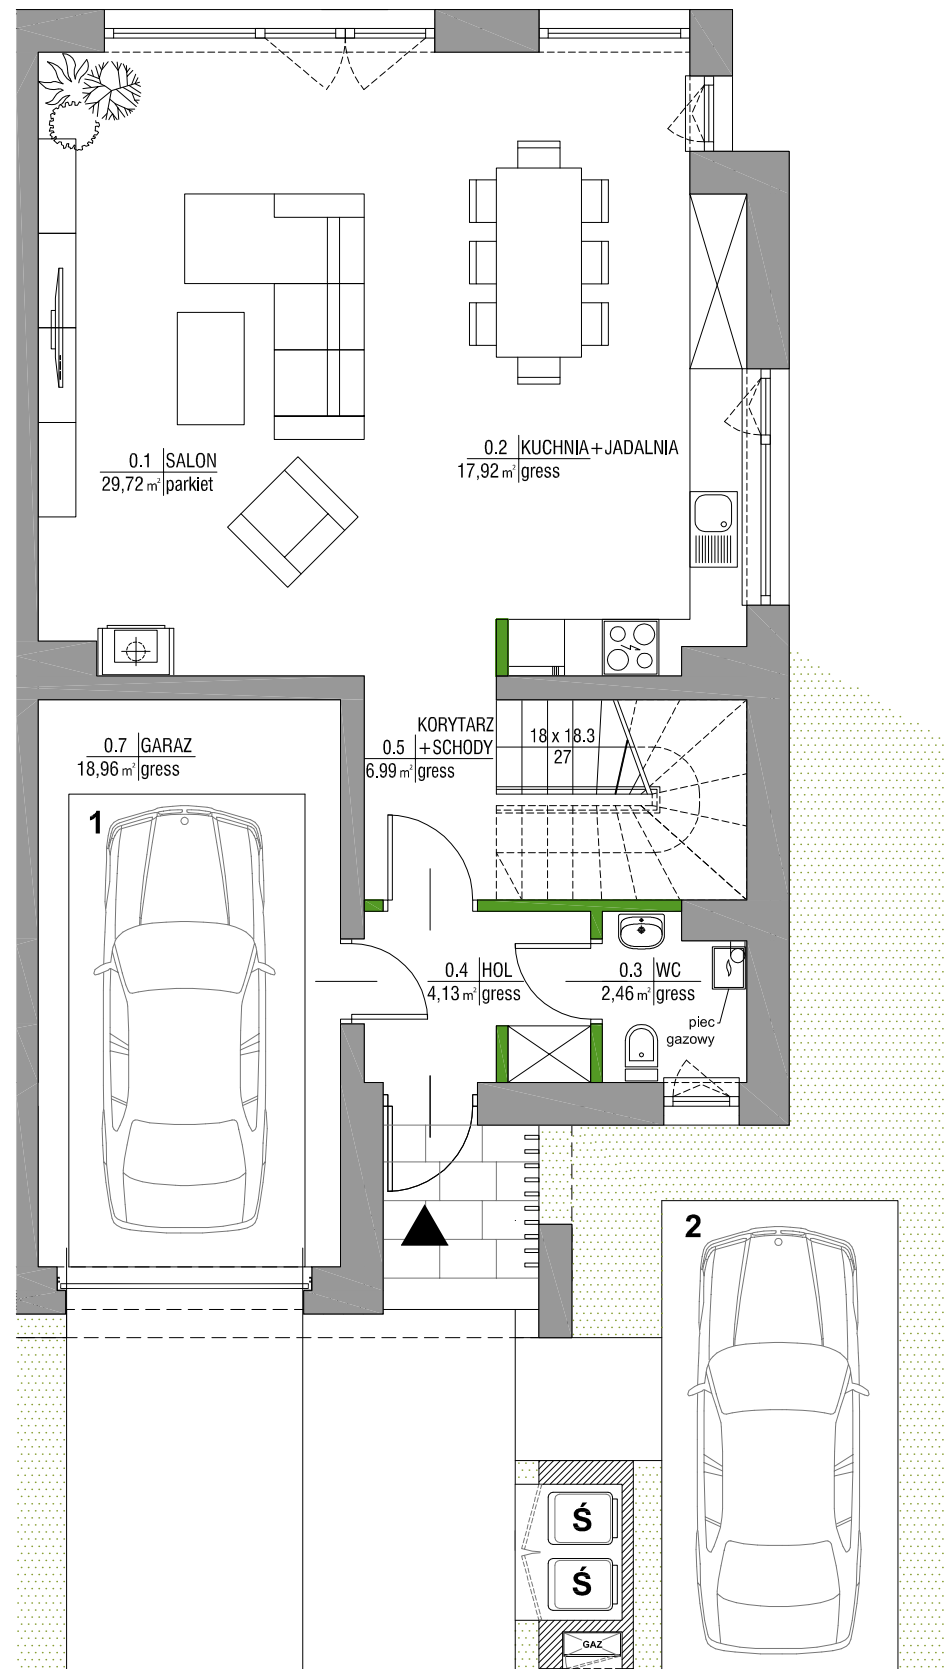 0.1 SALON
29,72 m² parkiet
0.2 KUCHNIA+JADALNIA
17,92 m² gress
KORYTARZ
0.5 +SCHODY
6.99 m² gress
18 x 18.3
27
0.7 GARAZ
18,96 m² gress
1
0.4 HOL
4,13 m² gress
0.3 WC
2,46 m² gress
piec
gazowy
2
Ś
Ś
GAZ